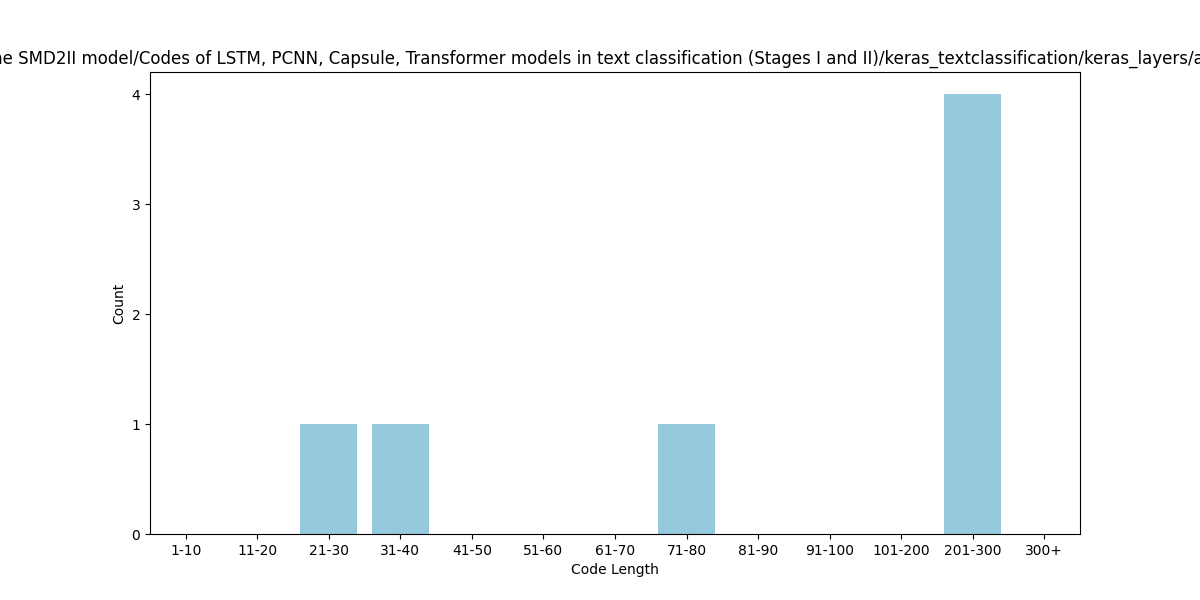 SMD2II model/Codes of LSTM, PCNN, Capsule, Transformer models in text classification (Stages I and II)/keras_textclassification/keras_layers/
4
3
2
1
0
Count
1-10 11-20 21-30 31-40 41-50 51-60 61-70 71-80 81-90 91-100 101-200 201-300 300+
Code Length